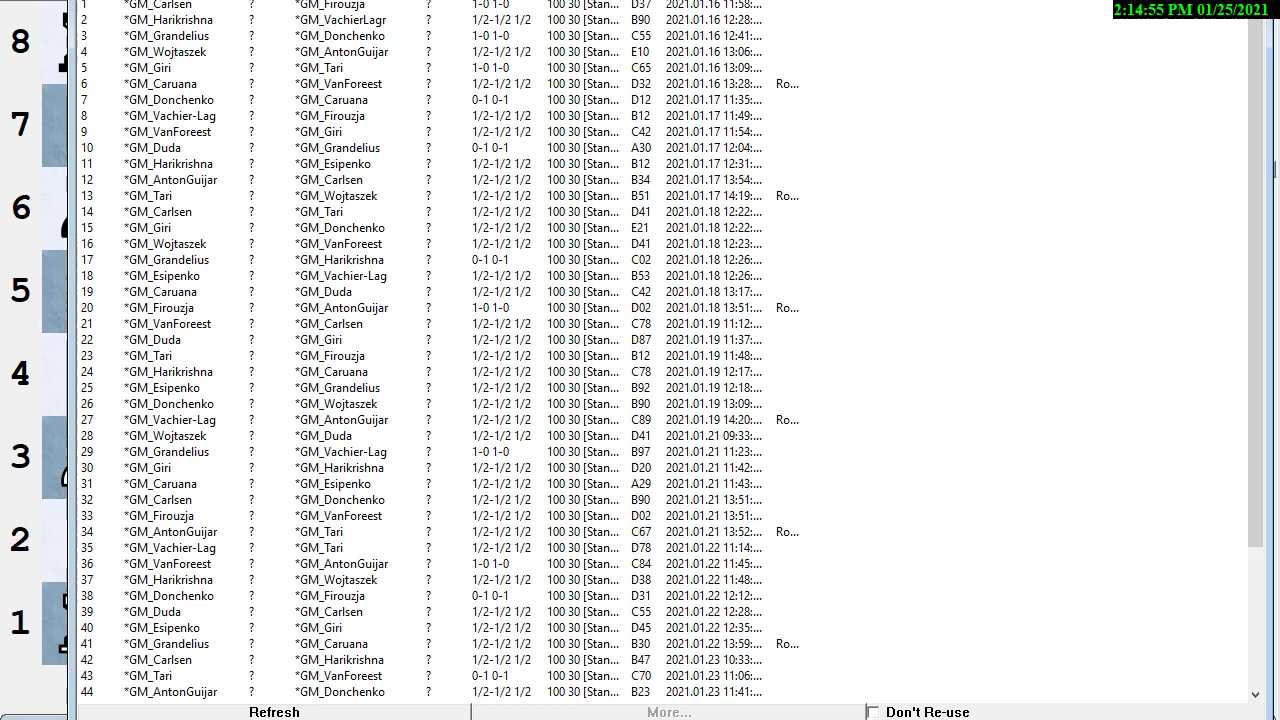 2:14:55 PM 01/25/2021
8
7
6
5
4
3
2
1
1 *GM_Carlsen ? *GM_Firouzja ? 1-0 1-0 100 30 [Stan... D37 2021.01.16 11:58:...
2 *GM_Harikrishna ? *GM_VachierLagr ? 1/2-1/2 1/2 100 30 [Stan... B90 2021.01.16 12:28:...
3 *GM_Grandelius ? *GM_Donchenko ? 1-0 1-0 100 30 [Stan... C55 2021.01.16 12:41:...
4 *GM_Wojtaszek ? *GM_AntonGuijar ? 1/2-1/2 1/2 100 30 [Stan... E10 2021.01.16 13:06:...
5 *GM_Giri ? *GM_Tari ? 1-0 1-0 100 30 [Stan... C65 2021.01.16 13:09:...
6 *GM_Caruana ? *GM_VanForeest ? 1/2-1/2 1/2 100 30 [Stan... D32 2021.01.16 13:28:... Ro...
7 *GM_Donchenko ? *GM_Caruana ? 0-1 0-1 100 30 [Stan... D12 2021.01.17 11:35:...
8 *GM_Vachier-Lag ? *GM_Firouzja ? 1/2-1/2 1/2 100 30 [Stan... B12 2021.01.17 11:49:...
9 *GM_VanForeest ? *GM_Giri ? 1/2-1/2 1/2 100 30 [Stan... C42 2021.01.17 11:54:...
10 *GM_Duda ? *GM_Grandelius ? 0-1 0-1 100 30 [Stan... A30 2021.01.17 12:04:...
11 *GM_Harikrishna ? *GM_Esipenko ? 1/2-1/2 1/2 100 30 [Stan... B12 2021.01.17 12:31:...
12 *GM_AntonGuijar ? *GM_Carlsen ? 1/2-1/2 1/2 100 30 [Stan... B34 2021.01.17 13:54:...
13 *GM_Tari ? *GM_Wojtaszek ? 1/2-1/2 1/2 100 30 [Stan... B51 2021.01.17 14:19:... Ro...
14 *GM_Carlsen ? *GM_Tari ? 1/2-1/2 1/2 100 30 [Stan... D41 2021.01.18 12:22:...
15 *GM_Giri ? *GM_Donchenko ? 1/2-1/2 1/2 100 30 [Stan... E21 2021.01.18 12:22:...
16 *GM_Wojtaszek ? *GM_VanForeest ? 1/2-1/2 1/2 100 30 [Stan... D41 2021.01.18 12:23:...
17 *GM_Grandelius ? *GM_Harikrishna ? 0-1 0-1 100 30 [Stan... C02 2021.01.18 12:26:...
18 *GM_Esipenko ? *GM_Vachier-Lag ? 1/2-1/2 1/2 100 30 [Stan... B53 2021.01.18 12:26:...
19 *GM_Caruana ? *GM_Duda ? 1/2-1/2 1/2 100 30 [Stan... C42 2021.01.18 13:17:...
20 *GM_Firouzja ? *GM_AntonGuijar ? 1-0 1-0 100 30 [Stan... D02 2021.01.18 13:51:... Ro...
21 *GM_VanForeest ? *GM_Carlsen ? 1/2-1/2 1/2 100 30 [Stan... C78 2021.01.19 11:12:...
22 *GM_Duda ? *GM_Giri ? 1/2-1/2 1/2 100 30 [Stan... D87 2021.01.19 11:37:...
23 *GM_Tari ? *GM_Firouzja ? 1/2-1/2 1/2 100 30 [Stan... B12 2021.01.19 11:48:...
24 *GM_Harikrishna ? *GM_Caruana ? 1/2-1/2 1/2 100 30 [Stan... C78 2021.01.19 12:17:...
25 *GM_Esipenko ? *GM_Grandelius ? 1/2-1/2 1/2 100 30 [Stan... B92 2021.01.19 12:18:...
26 *GM_Donchenko ? *GM_Wojtaszek ? 1/2-1/2 1/2 100 30 [Stan... B90 2021.01.19 13:09:...
27 *GM_Vachier-Lag ? *GM_AntonGuijar ? 1/2-1/2 1/2 100 30 [Stan... C89 2021.01.19 14:20:... Ro...
28 *GM_Wojtaszek ? *GM_Duda ? 1/2-1/2 1/2 100 30 [Stan... D41 2021.01.21 09:33:...
29 *GM_Grandelius ? *GM_Vachier-Lag ? 1-0 1-0 100 30 [Stan... B97 2021.01.21 11:23:...
30 *GM_Giri ? *GM_Harikrishna ? 1/2-1/2 1/2 100 30 [Stan... D20 2021.01.21 11:42:...
31 *GM_Caruana ? *GM_Esipenko ? 1/2-1/2 1/2 100 30 [Stan... A29 2021.01.21 11:43:...
32 *GM_Carlsen ? *GM_Donchenko ? 1/2-1/2 1/2 100 30 [Stan... B90 2021.01.21 13:51:...
33 *GM_Firouzja ? *GM_VanForeest ? 1/2-1/2 1/2 100 30 [Stan... D02 2021.01.21 13:51:...
34 *GM_AntonGuijar ? *GM_Tari ? 1/2-1/2 1/2 100 30 [Stan... C67 2021.01.21 13:52:... Ro...
35 *GM_Vachier-Lag ? *GM_Tari ? 1/2-1/2 1/2 100 30 [Stan... D78 2021.01.22 11:14:...
36 *GM_VanForeest ? *GM_AntonGuijar ? 1-0 1-0 100 30 [Stan... C84 2021.01.22 11:45:...
37 *GM_Harikrishna ? *GM_Wojtaszek ? 1/2-1/2 1/2 100 30 [Stan... D38 2021.01.22 11:48:...
38 *GM_Donchenko ? *GM_Firouzja ? 0-1 0-1 100 30 [Stan... D31 2021.01.22 12:12:...
39 *GM_Duda ? *GM_Carlsen ? 1/2-1/2 1/2 100 30 [Stan... C55 2021.01.22 12:28:...
40 *GM_Esipenko ? *GM_Giri ? 1/2-1/2 1/2 100 30 [Stan... D45 2021.01.22 12:35:...
41 *GM_Grandelius ? *GM_Caruana ? 1/2-1/2 1/2 100 30 [Stan... B30 2021.01.22 13:59:... Ro...
42 *GM_Carlsen ? *GM_Harikrishna ? 1/2-1/2 1/2 100 30 [Stan... B47 2021.01.23 10:33:...
43 *GM_Tari ? *GM_VanForeest ? 0-1 0-1 100 30 [Stan... C70 2021.01.23 11:06:...
44 *GM_AntonGuijar ? *GM_Donchenko ? 1/2-1/2 1/2 100 30 [Stan... B23 2021.01.23 11:41:...
Refresh More... Don't Re-use